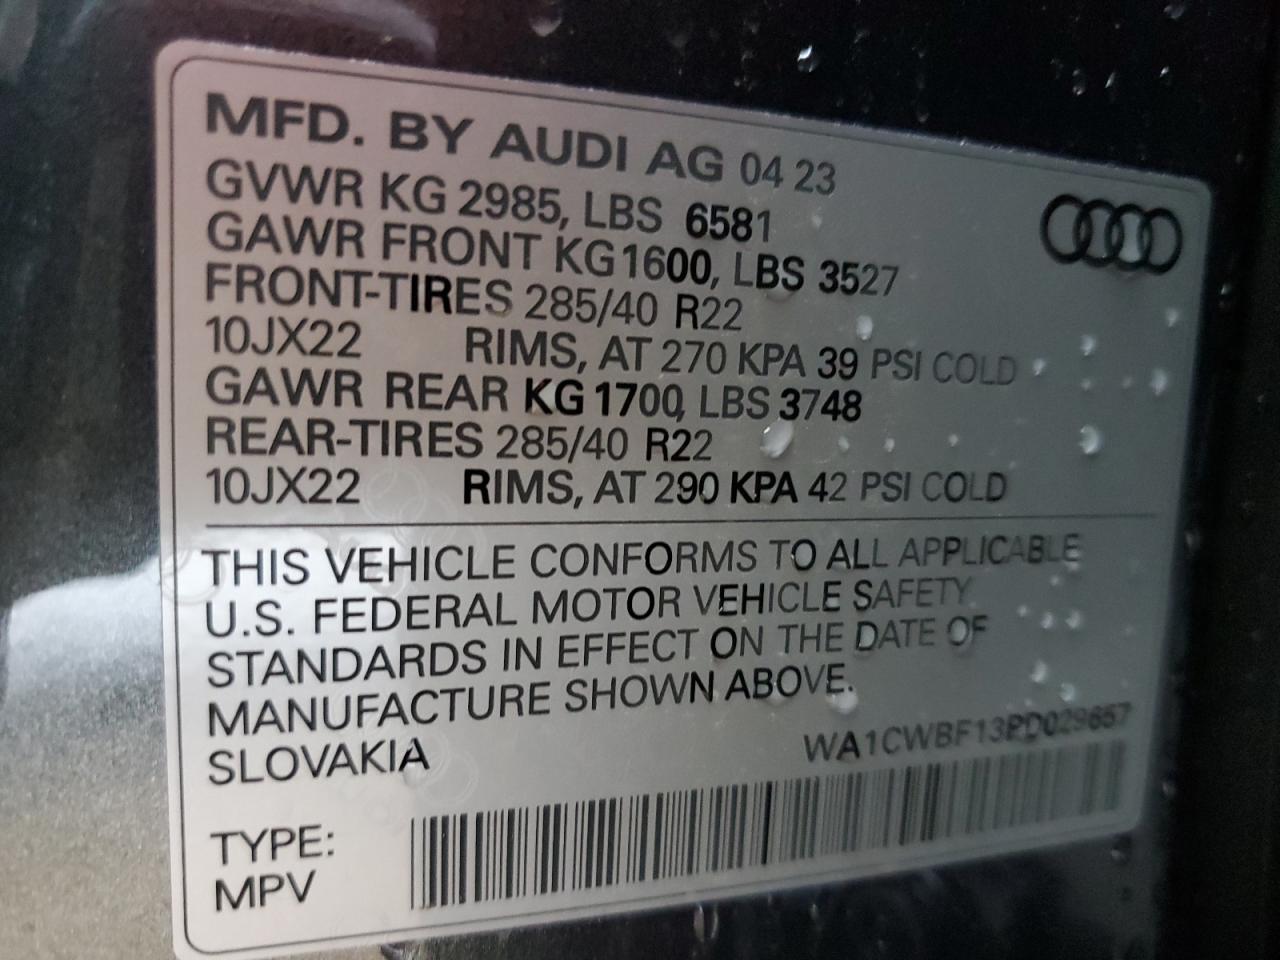 MFD. BY AUDI AG 04 23
GVWR KG 2985, LBS 6581
GAWR FRONT KG 1600, LBS 3527
FRONT-TIRES 285/40 R22
10JX22 RIMS, AT 270 KPA 39 PSI COLD
GAWR REAR KG 1700, LBS 3748
REAR-TIRES 285/40 R22
10JX22 RIMS, AT 290 KPA 42 PSI COLD
THIS VEHICLE CONFORMS TO ALL APPLICABLE
U.S. FEDERAL MOTOR VEHICLE SAFETY
STANDARDS IN EFFECT ON THE DATE OF
MANUFACTURE SHOWN ABOVE.
SLOVAKIA
WA1CWBF13PD029657
TYPE:
MPV